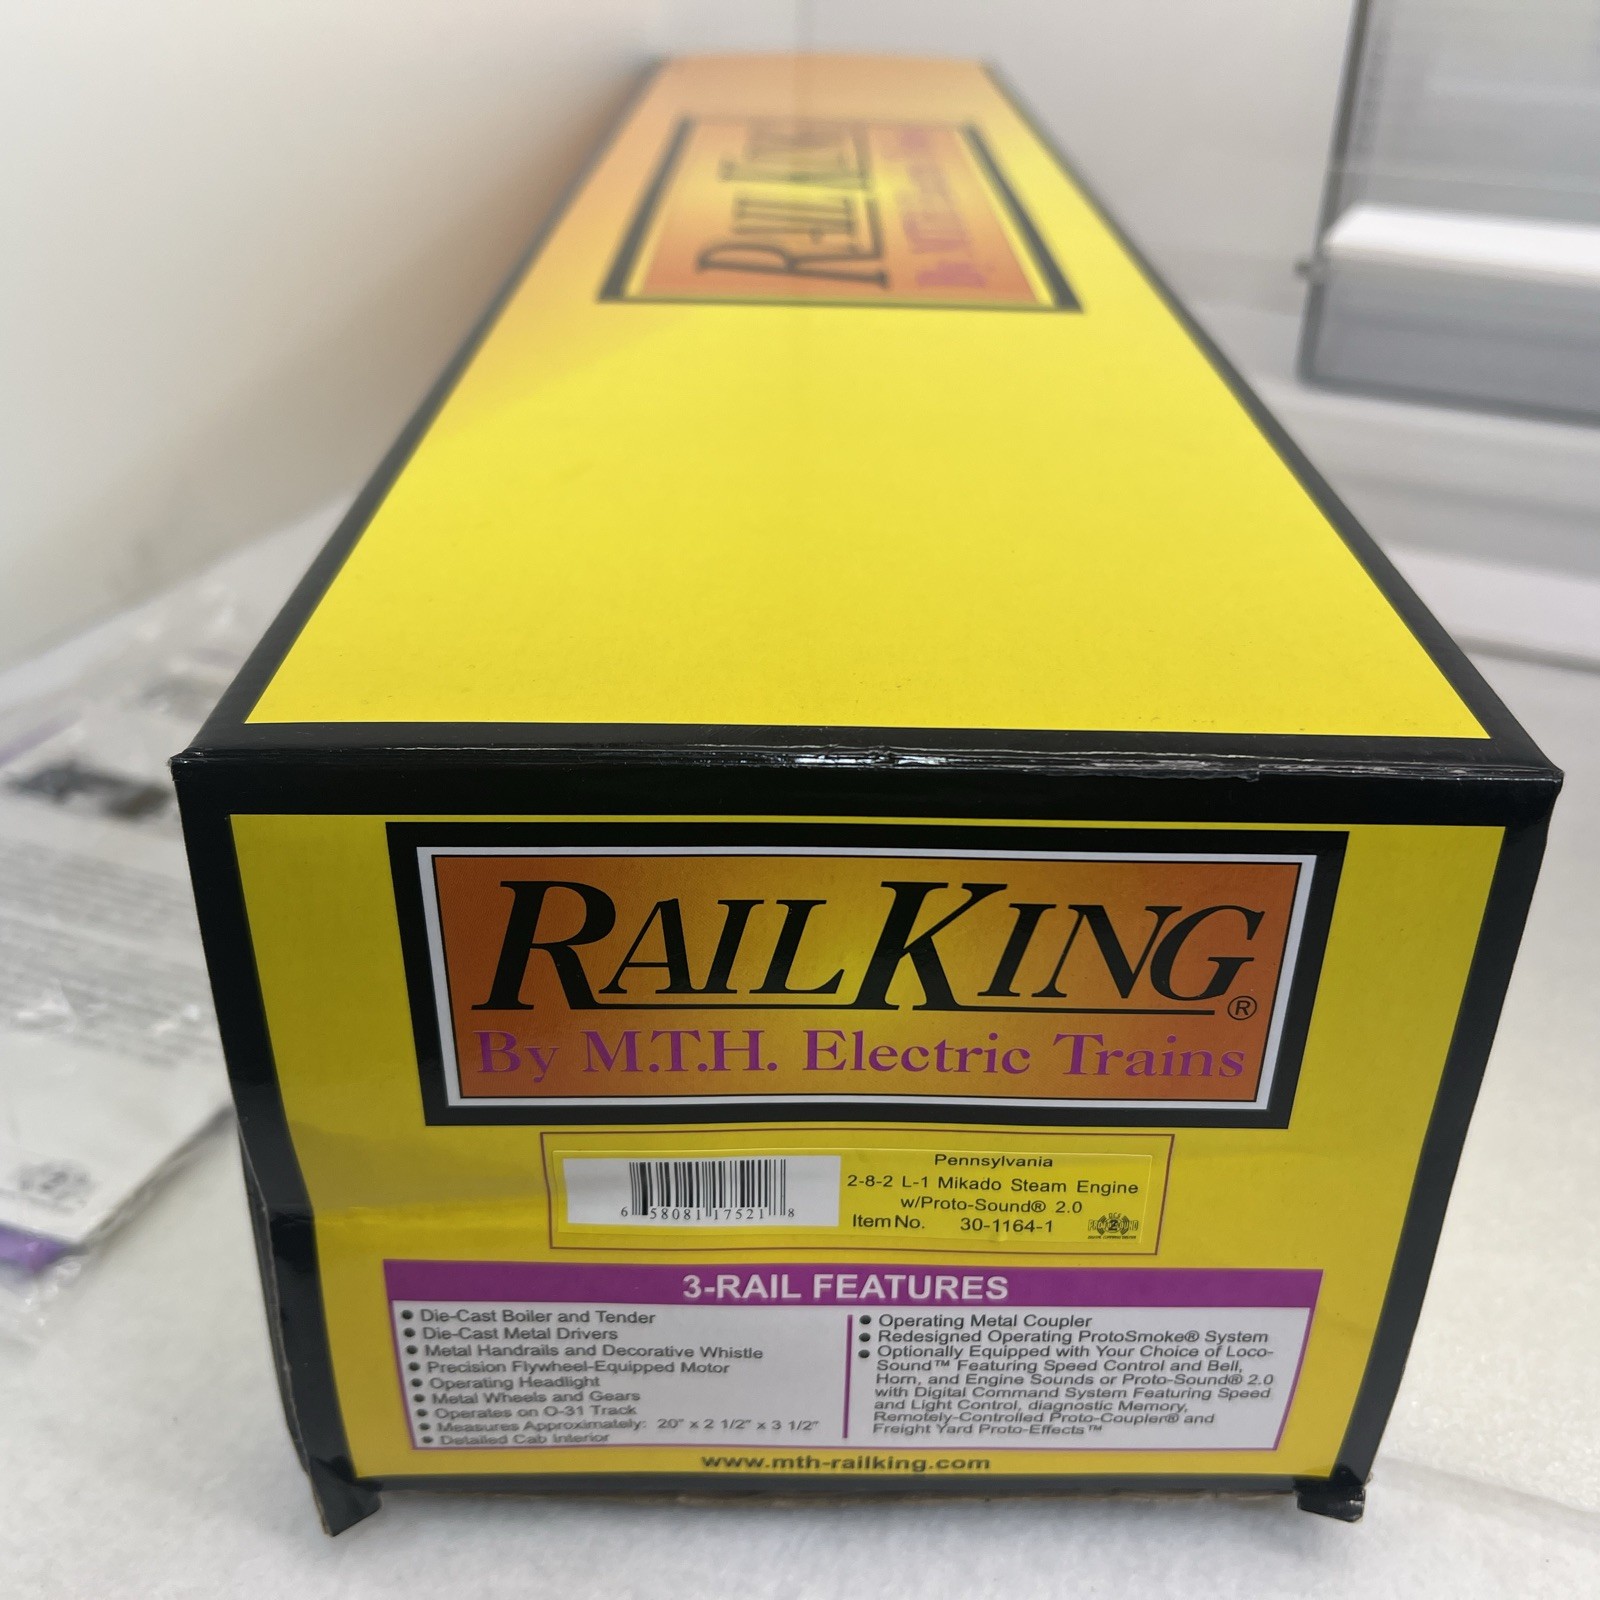 RAILKING
RAILKING®
By M.T.H. Electric Trains
Pennsylvania
2-8-2 L-1 Mikado Steam Engine
w/Proto-Sound® 2.0
Item No. 30-1164-1
6 58081 17521 8
3-RAIL FEATURES
• Die-Cast Boiler and Tender
• Die-Cast Metal Drivers
• Metal Handrails and Decorative Whistle
• Precision Flywheel-Equipped Motor
• Operating Headlight
• Metal Wheels and Gears
• Operates on O-31 Track
• Measures Approximately: 20" x 2 1/2" x 3 1/2"
• Detailed Cab Interior
• Operating Metal Coupler
• Redesigned Operating ProtoSmoke® System
• Optionally Equipped with Your Choice of Loco-
Sound™ Featuring Speed Control and Bell,
Horn, and Engine Sounds or Proto-Sound® 2.0
with Digital Command System Featuring Speed
and Light Control, diagnostic Memory,
Remotely-Controlled Proto-Coupler® and
Freight Yard Proto-Effects™
www.mth-railking.com